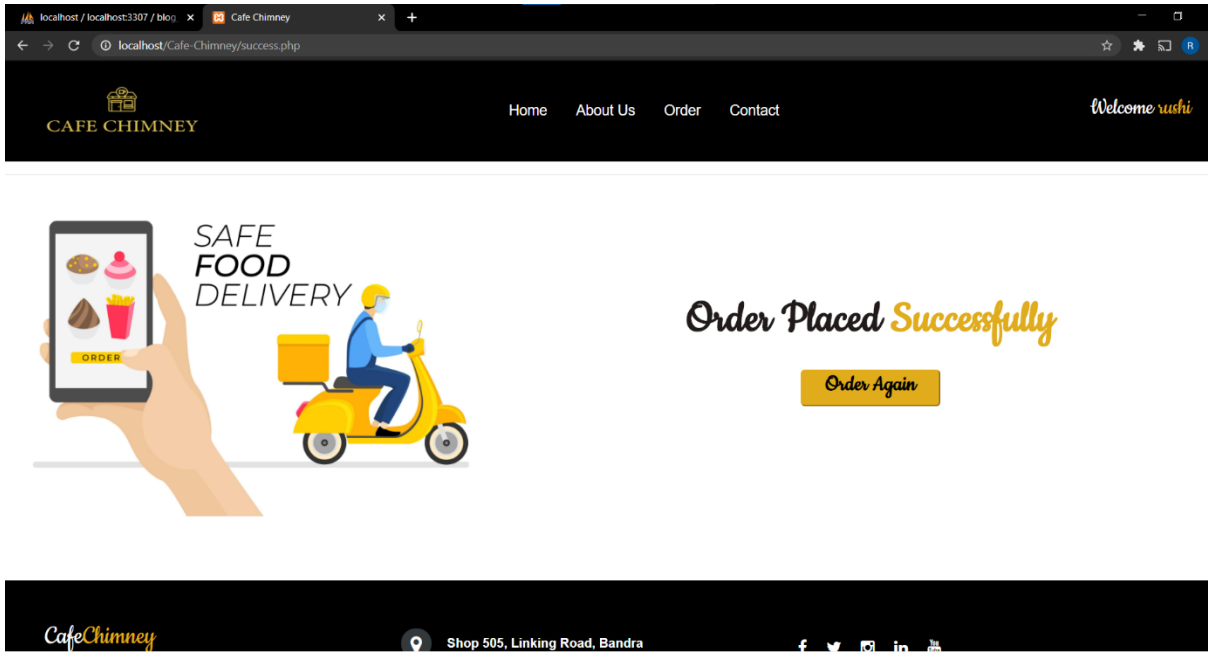 localhost / localhost:3307 / blog
Cafe Chimney
localhost/Cafe-Chimney/success.php
R
CAFE CHIMNEY
Home About Us Order Contact
Welcome rushi
SAFE
FOOD
DELIVERY
ORDER
Order Placed Successfully
Order Again
CafeChimney
Shop 505, Linking Road, Bandra
You